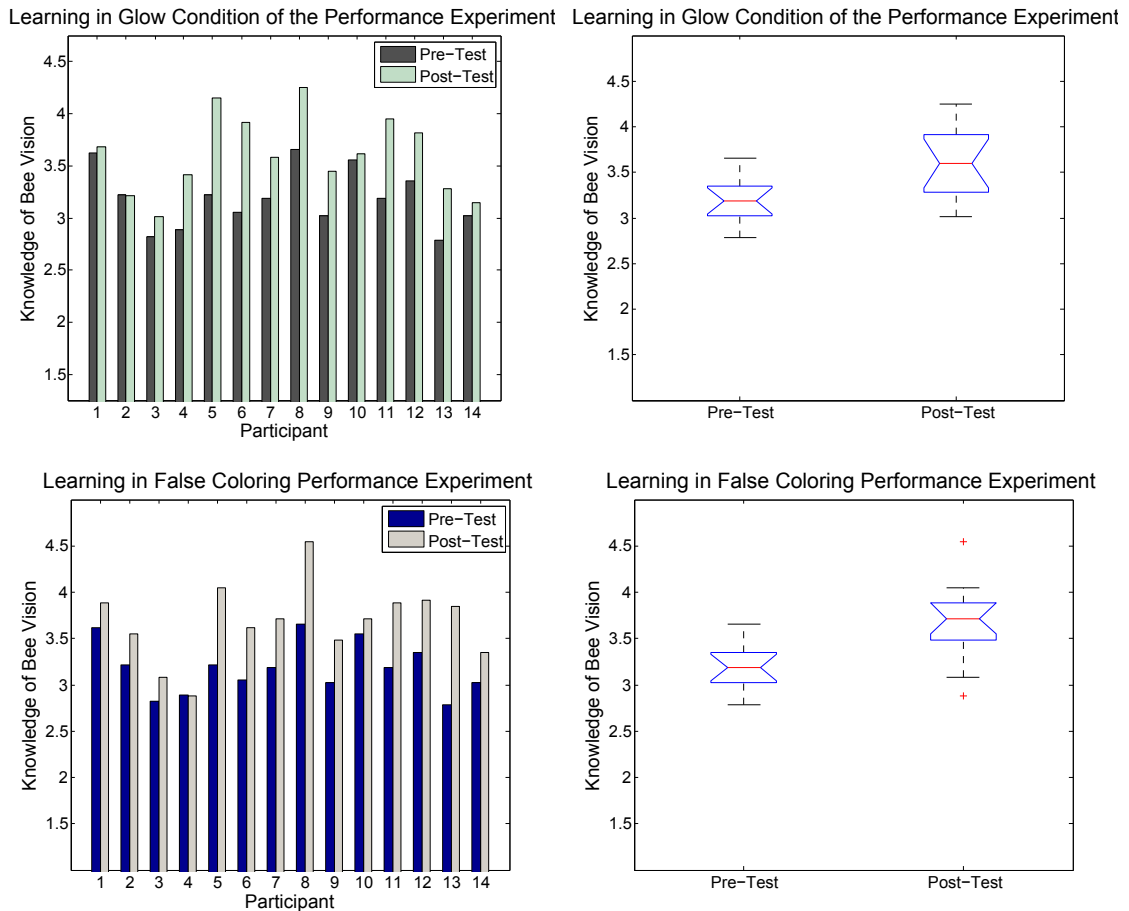 Learning in Glow Condition of the Performance Experiment
Knowledge of Bee Vision
4.5
4
3.5
3
2.5
2
1.5
Pre-Test
Post-Test
1 2 3 4 5 6 7 8 9 10 11 12 13 14
Participant
Learning in Glow Condition of the Performance Experiment
Knowledge of Bee Vision
4.5
4
3.5
3
2.5
2
1.5
Pre-Test Post-Test
Learning in False Coloring Performance Experiment
Knowledge of Bee Vision
4.5
4
3.5
3
2.5
2
1.5
Pre-Test
Post-Test
1 2 3 4 5 6 7 8 9 10 11 12 13 14
Participant
Learning in False Coloring Performance Experiment
Knowledge of Bee Vision
4.5
4
3.5
3
2.5
2
1.5
Pre-Test Post-Test